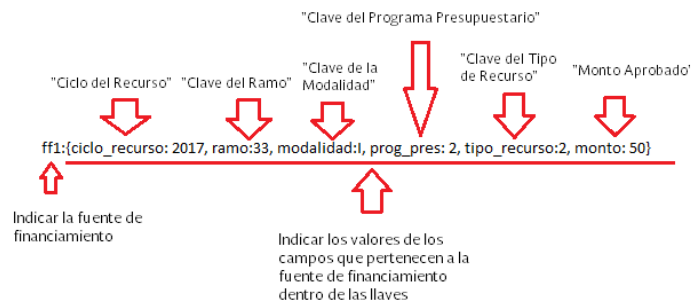 "Clave del Programa Presupuestario"
"Ciclo del Recurso"
"Clave del Ramo"
"Clave de la
Modalidad"
"Clave del Tipo
de Recurso"
"Monto Aprobado"
ff1:{ciclo_recurso: 2017, ramo:33, modalidad:I, prog_pres: 2, tipo_recurso:2, monto: 50}
Indicar la fuente de
financiamiento
Indicar los valores de los
campos que pertenecen a la
fuente de financiamiento
dentro de las llaves